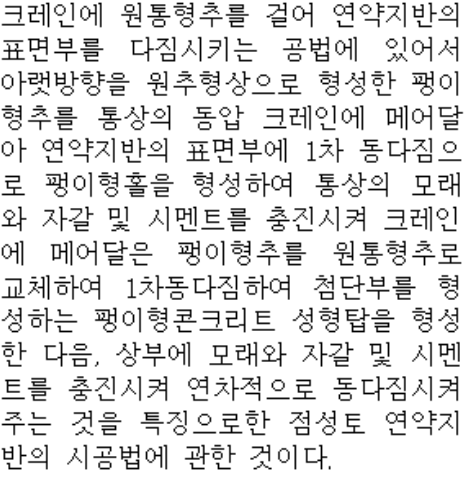 크레인에 원통형추를 걸어 연약지반의
표면부를 다짐시키는 공법에 있어서
아랫방향을 원추형상으로 형성한 팽이
형추를 통상의 동압 크레인에 메어달
아 연약지반의 표면부에 1차 동다짐으
로 팽이형홀을 형성하여 통상의 모래
와 자갈 및 시멘트를 충진시켜 크레인
에 메어달은 팽이형추를 원통형추로
교체하여 1차동다짐하여 첨단부를 형
성하는 팽이형콘크리트 성형탑을 형성
한 다음, 상부에 모래와 자갈 및 시멘
트를 충진시켜 연차적으로 동다짐시켜
주는 것을 특징으로한 점성토 연약지
반의 시공법에 관한 것이다.